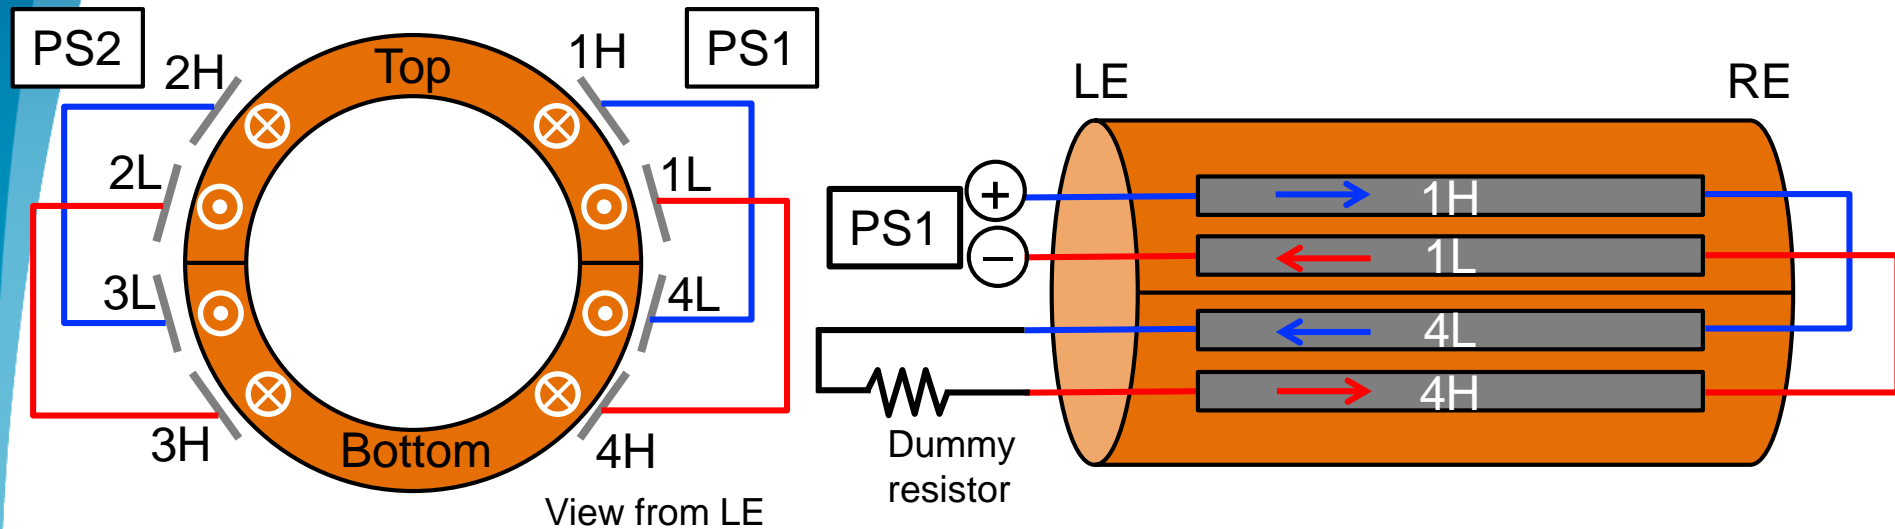 PS2
2H
Top
1H
PS1
2L
1L
3L
4L
3H
Bottom
4H
View from LE
LE
RE
PS1
+
−
1H
1L
4L
4H
Dummy
resistor